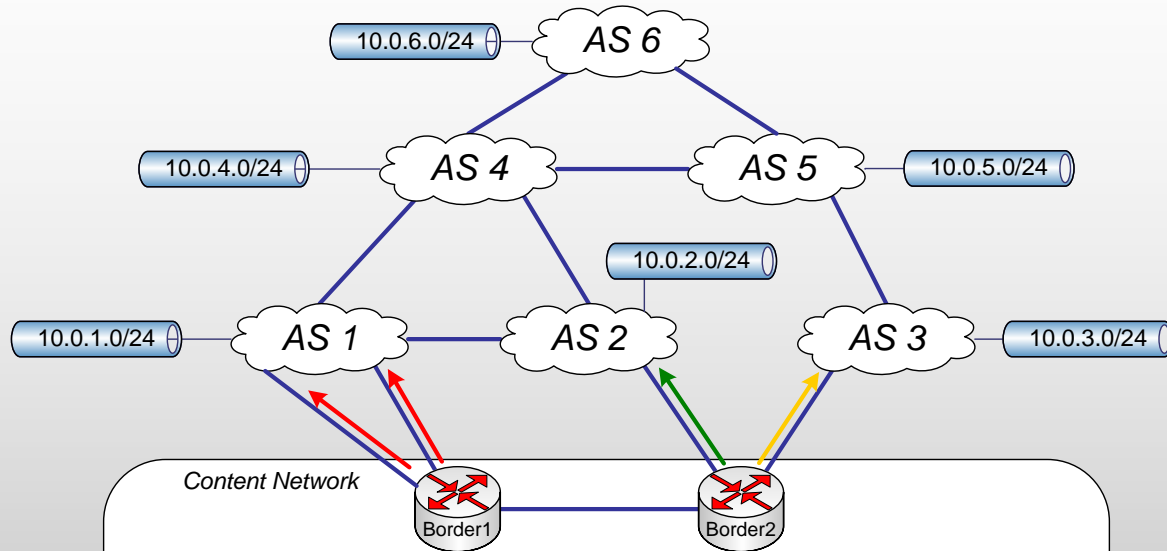 10.0.6.0/24
AS 6
10.0.4.0/24
AS 4
AS 5
10.0.5.0/24
10.0.2.0/24
10.0.1.0/24
AS 1
AS 2
AS 3
10.0.3.0/24
Content Network
Border1
Border2